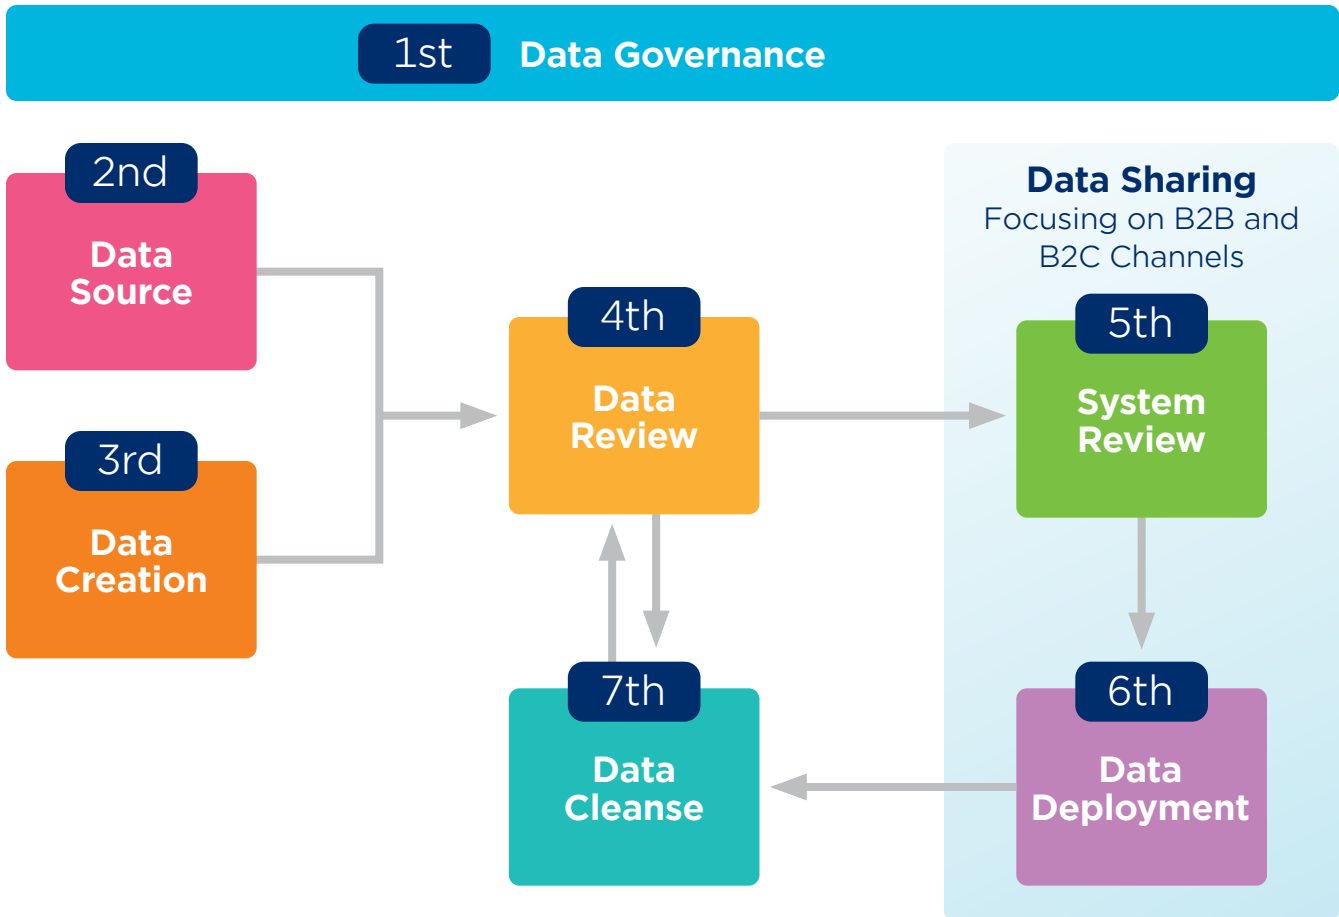 1st Data Governance
2nd
Data
Source
3rd
Data
Creation
4th
Data
Review
Data Sharing
Focusing on B2B and
B2C Channels
5th
System
Review
6th
Data
Deployment
7th
Data
Cleanse